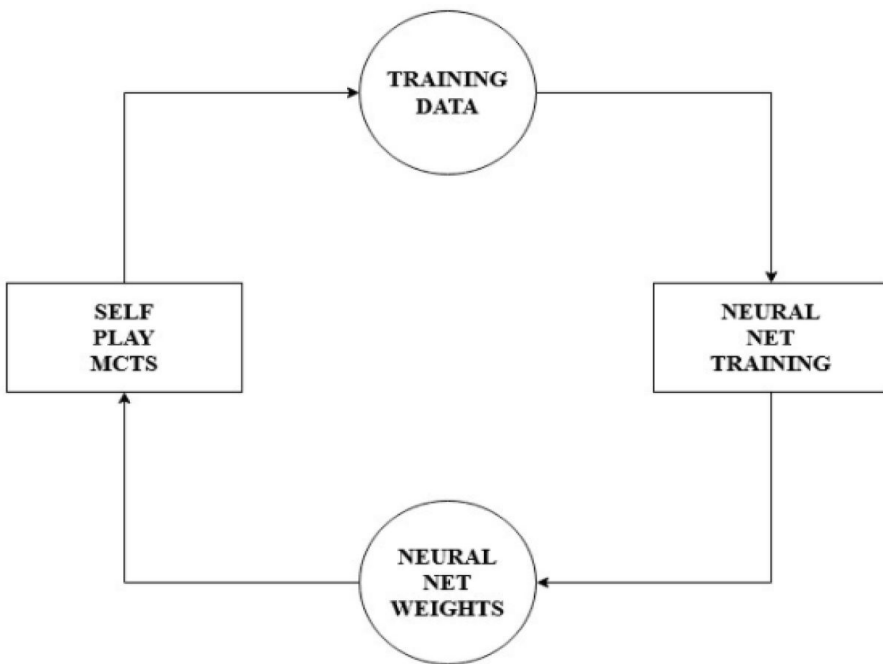 TRAINING
DATA
SELF
PLAY
MCTS
NEURAL
NET
TRAINING
NEURAL
NET
WEIGHTS